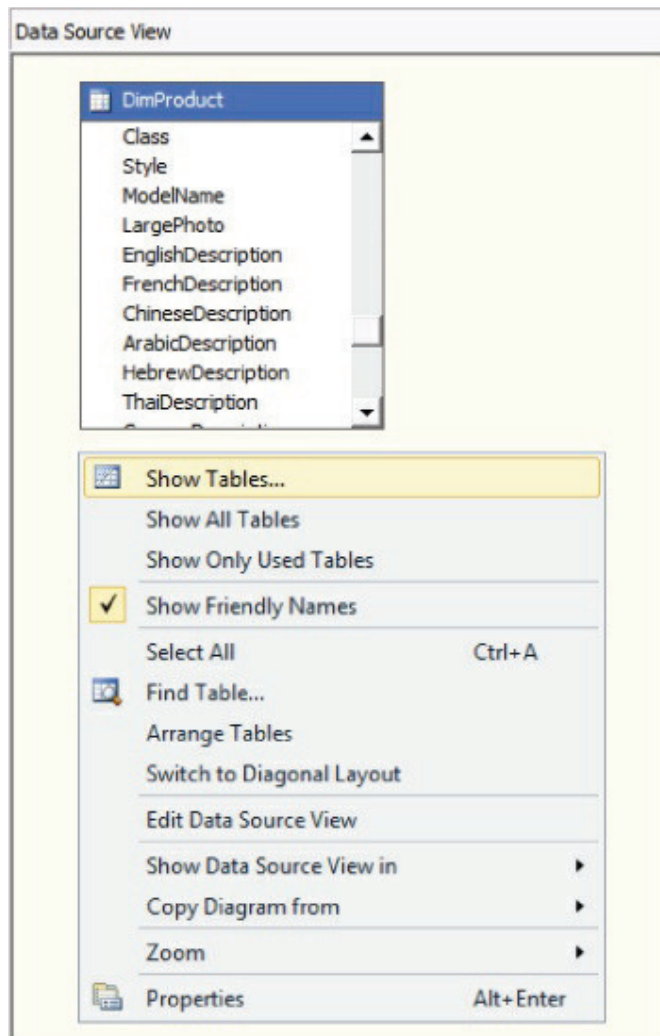 Data Source View
DimProduct
Class
Style
ModelName
LargePhoto
EnglishDescription
FrenchDescription
ChineseDescription
ArabicDescription
HebrewDescription
ThaiDescription
Show Tables...
Show All Tables
Show Only Used Tables
Show Friendly Names
Select All Ctrl+A
Find Table...
Arrange Tables
Switch to Diagonal Layout
Edit Data Source View
Show Data Source View in
Copy Diagram from
Zoom
Properties Alt+Enter